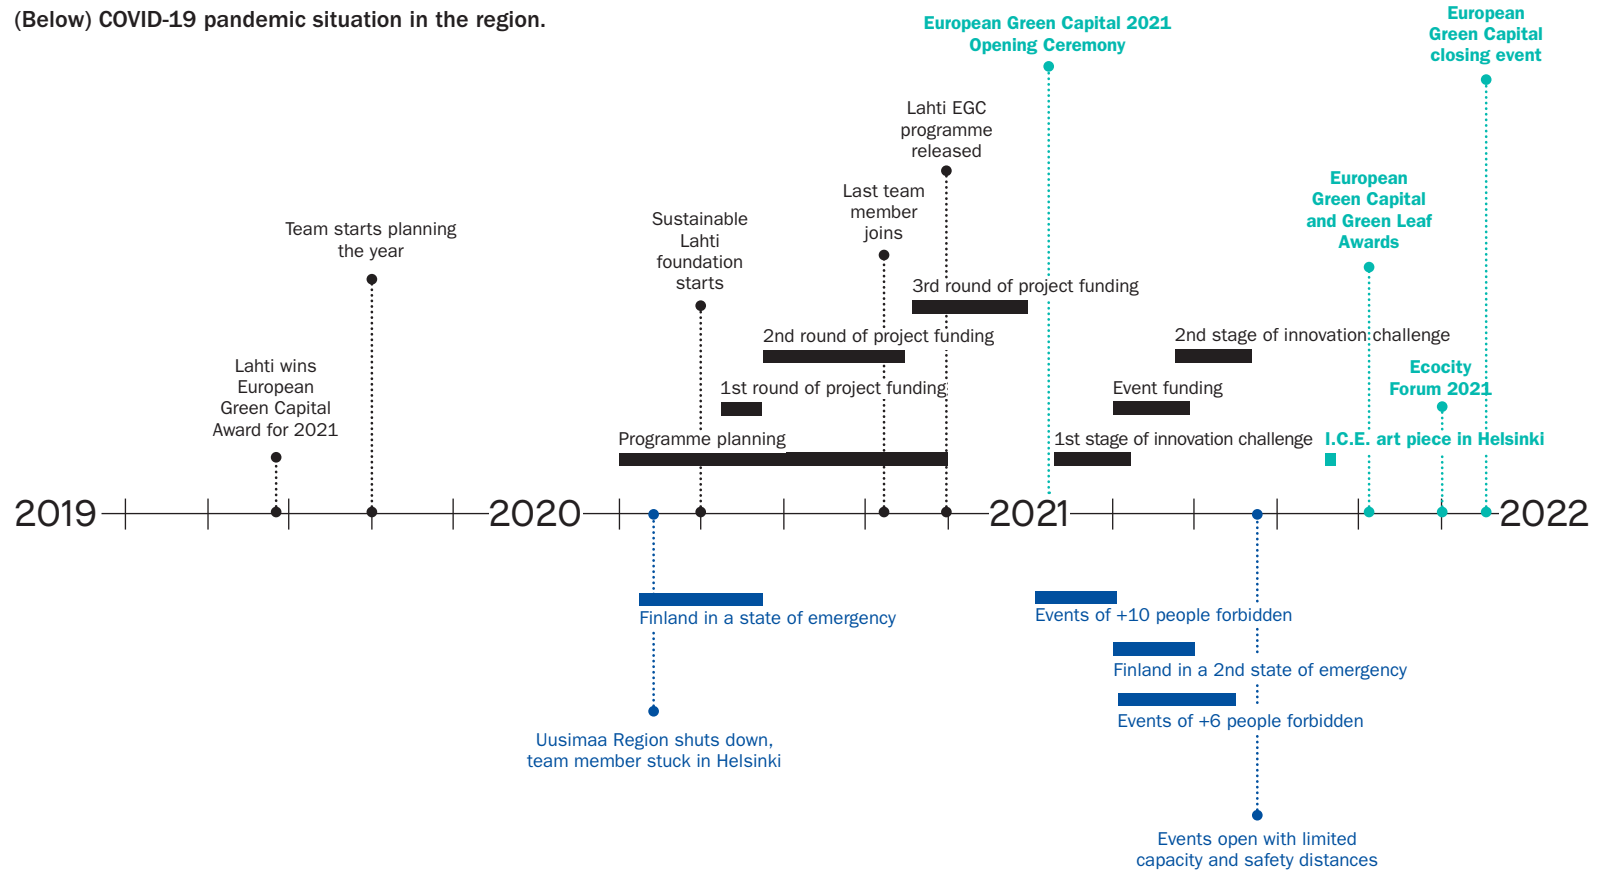 (Below) COVID-19 pandemic situation in the region.
European Green Capital 2021
Opening Ceremony
European
Green Capital
closing event
Lahti EGC
programme
released
European
Green Capital
and Green Leaf
Awards
Last team
member
joins
Sustainable
Lahti
foundation
starts
Team starts planning
the year
3rd round of project funding
2nd round of project funding
2nd stage of innovation challenge
Lahti wins
European
Green Capital
Award for 2021
Ecocity
Forum 2021
1st round of project funding
Event funding
Programme planning
1st stage of innovation challenge
I.C.E. art piece in Helsinki
2019
2020
2021
2022
Finland in a state of emergency
Events of +10 people forbidden
Finland in a 2nd state of emergency
Events of +6 people forbidden
Uusimaa Region shuts down,
team member stuck in Helsinki
Events open with limited
capacity and safety distances